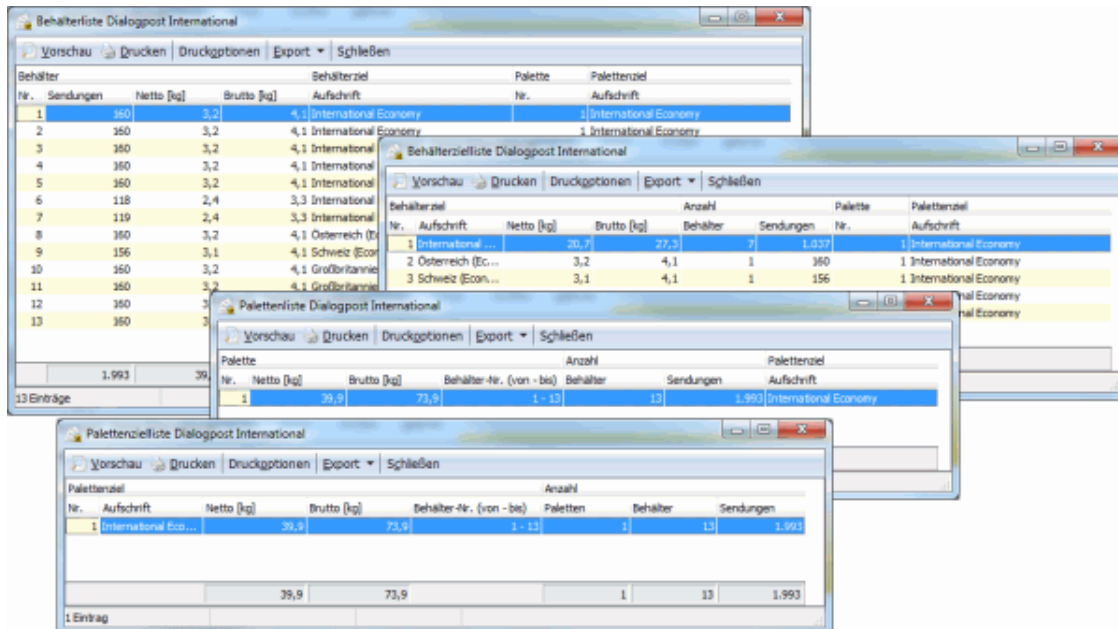 Behälterliste Dialogpost International
Vorschau Drucken Druckoptionen Export Schließen
Behälter Behälterziel Palette Palettenziel
Nr. Sendungen Netto [kg] Brutto [kg] Aufschrift Nr. Aufschrift
1 160 3,2 4,1 International Economy 1 International Economy
2 160 3,2 4,1 International Economy 1 International Economy
3 160 3,2 4,1 International
4 160 3,2 4,1 International
5 160 3,2 4,1 International
6 118 2,4 3,3 International
7 119 2,4 3,3 International
8 160 3,2 4,1 Österreich
9 156 3,1 4,1 Schweiz
10 160 3,2 4,1 Großbritannie
11 160 3,2 4,1 Großbritannie
12 160
13 160
1.993 39,
13 Einträge
Behälterzielliste Dialogpost International
Vorschau Drucken Druckoptionen Export Schließen
Behälterziel Anzahl Palette Palettenziel
Nr. Aufschrift Netto [kg] Brutto [kg] Behälter Sendungen Nr. Aufschrift
1 International ... 20,7 27,3 7 1.037 1 International Economy
2 Österreich (Ec... 3,2 4,1 1 160 1 International Economy
3 Schweiz (Econ... 3,1 4,1 1 156 1 International Economy
nal Economy
nal Economy
Palettenliste Dialogpost International
Vorschau Drucken Druckoptionen Export Schließen
Palette Anzahl Palettenziel
Nr. Netto [kg] Brutto [kg] Behälter-Nr. (von - bis) Behälter Sendungen Aufschrift
1 39,9 73,9 1 - 13 13 1.993 International Economy
Palettenzielliste Dialogpost International
Vorschau Drucken Druckoptionen Export Schließen
Palettenziel Anzahl
Nr. Aufschrift Netto [kg] Brutto [kg] Behälter-Nr. (von - bis) Paletten Behälter Sendungen
1 International Eco... 39,9 73,9 1 - 13 1 13 1.993
39,9 73,9 1 13 1.993
1 Eintrag